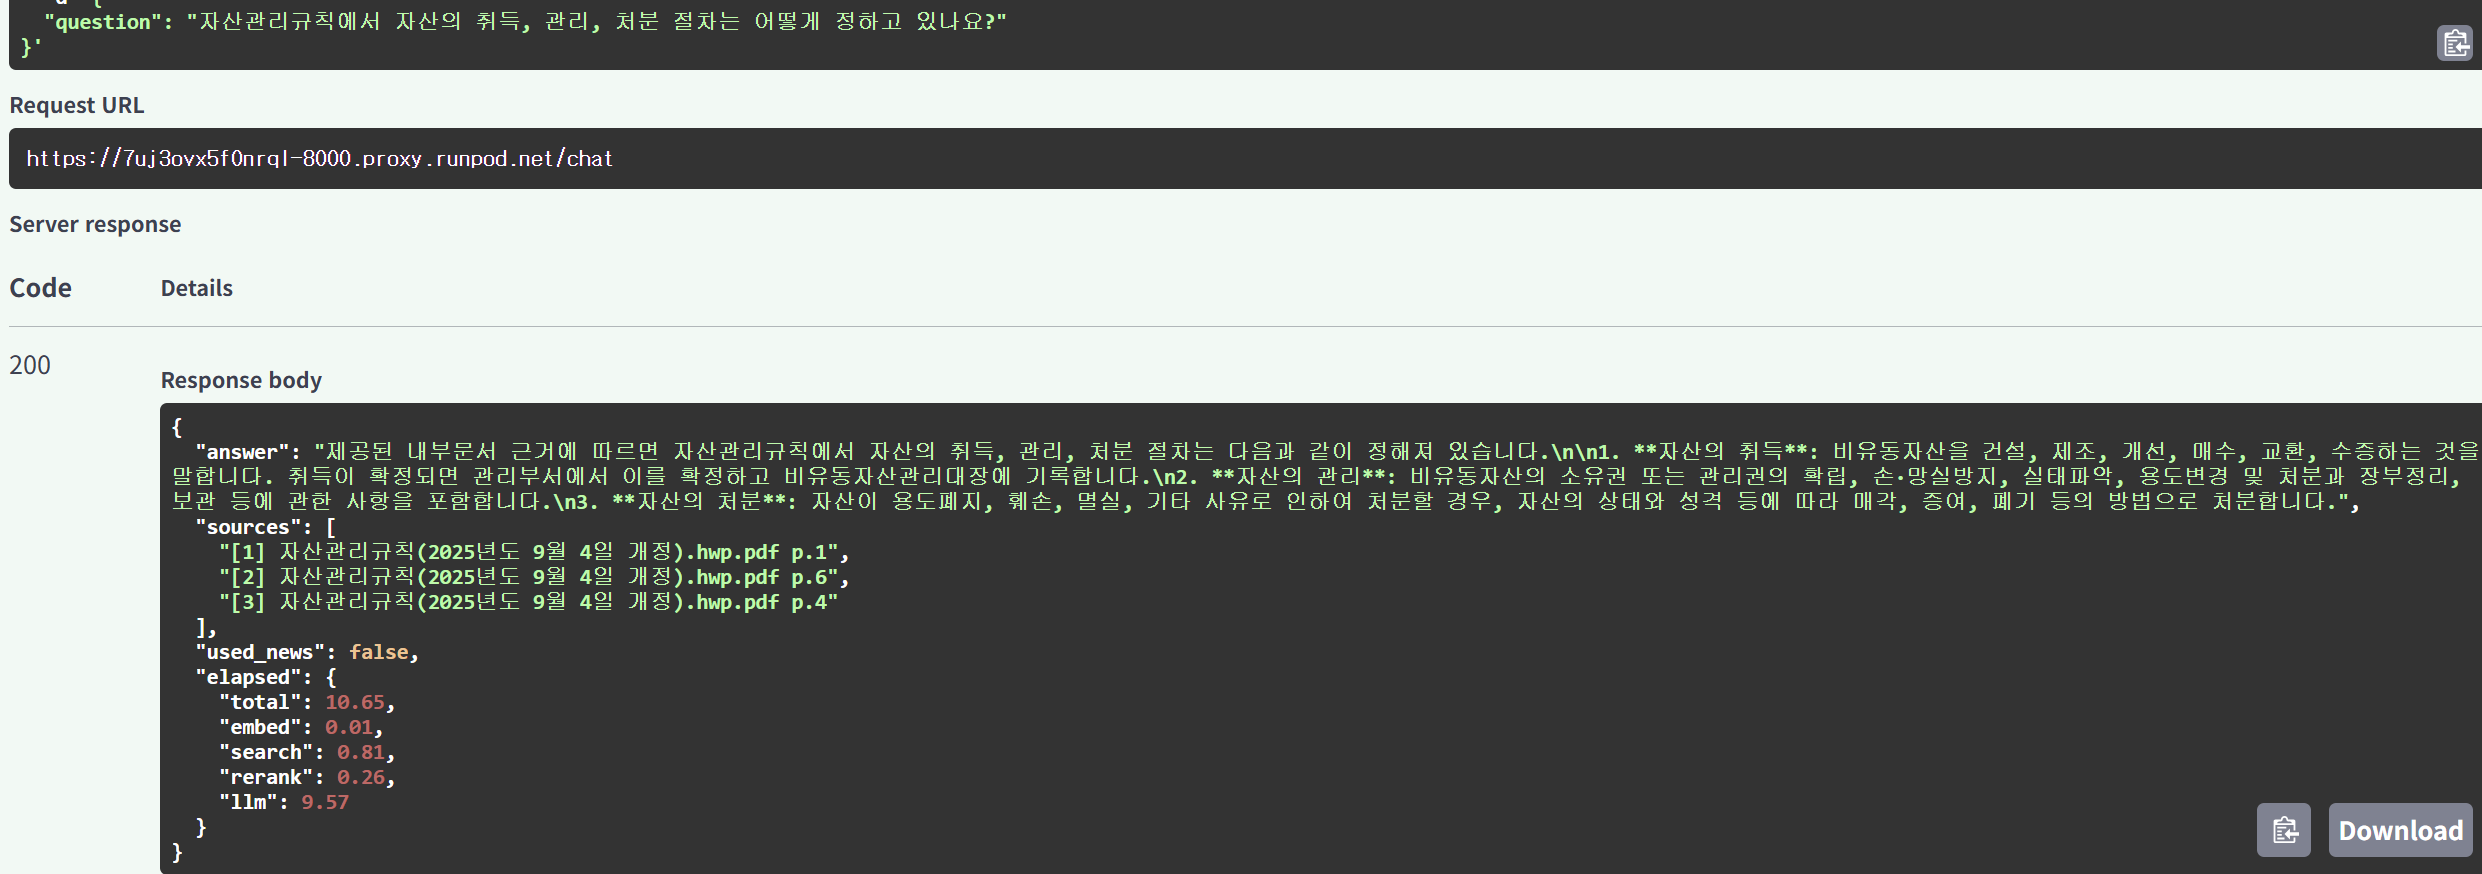 "question": "자산관리규칙에서 자산의 취득, 관리, 처분 절차는 어떻게 정하고 있나요?"
}'
Request URL
https://7uj3ovx5f0nrql-8000.proxy.runpod.net/chat
Server response
Code Details
200
Response body
{
"answer": "제공된 내부문서 근거에 따르면 자산관리규칙에서 자산의 취득, 관리, 처분 절차는 다음과 같이 정해져 있습니다.\n\n1. **자산의 취득**: 비유동자산을 건설, 제조, 개선, 매수, 교환, 수증하는 것을
말합니다. 취득이 확정되면 관리부서에서 이를 확정하고 비유동자산관리대장에 기록합니다.\n2. **자산의 관리**: 비유동자산의 소유권 또는 관리권의 확립, 손·망실방지, 실태파악, 용도변경 및 처분과 장부정리,
보관 등에 관한 사항을 포함합니다.\n3. **자산의 처분**: 자산이 용도폐지, 훼손, 멸실, 기타 사유로 인하여 처분할 경우, 자산의 상태와 성격 등에 따라 매각, 증여, 폐기 등의 방법으로 처분합니다.",
"sources": [
"[1] 자산관리규칙(2025년도 9월 4일 개정).hwp.pdf p.1",
"[2] 자산관리규칙(2025년도 9월 4일 개정).hwp.pdf p.6",
"[3] 자산관리규칙(2025년도 9월 4일 개정).hwp.pdf p.4"
],
"used_news": false,
"elapsed": {
"total": 10.65,
"embed": 0.01,
"search": 0.81,
"rerank": 0.26,
"llm": 9.57
}
}
Download